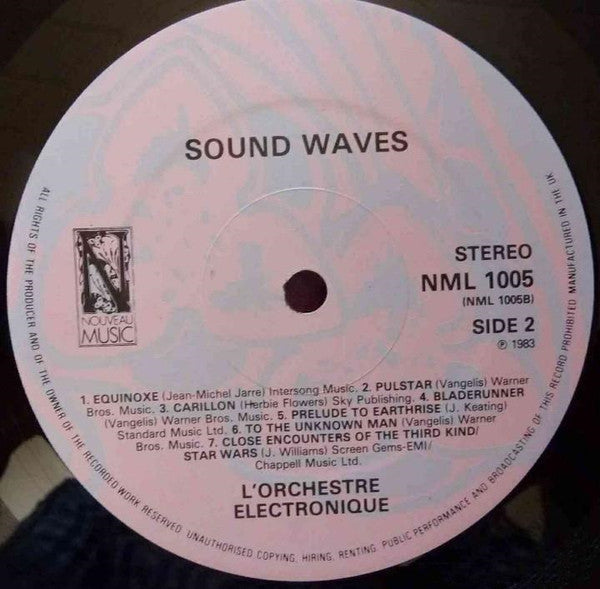 SOUND WAVES
N
NOUVEAU
MUSIC
STEREO
NML 1005
(NML 1005B)
SIDE 2
℗ 1983
1. EQUINOXE (Jean-Michel Jarre) Intersong Music. 2. PULSTAR (Vangelis) Warner
Bros. Music. 3. CARILLON (Herbie Flowers) Sky Publishing. 4. BLADERUNNER
(Vangelis) Warner Bros. Music. 5. PRELUDE TO EARTHRISE (J. Keating)
Standard Music Ltd. 6. TO THE UNKNOWN MAN (Vangelis) Warner
Bros. Music. 7. CLOSE ENCOUNTERS OF THE THIRD KIND/
STAR WARS (J. Williams) Screen Gems-EMI/
Chappell Music Ltd.
L'ORCHESTRE
ELECTRONIQUE
ALL RIGHTS OF THE PRODUCER AND OF THE OWNER OF THE RECORDED WORK RESERVED. UNAUTHORISED COPYING, HIRING, RENTING, PUBLIC PERFORMANCE AND BROADCASTING OF THIS RECORD PROHIBITED MANUFACTURED IN THE UK